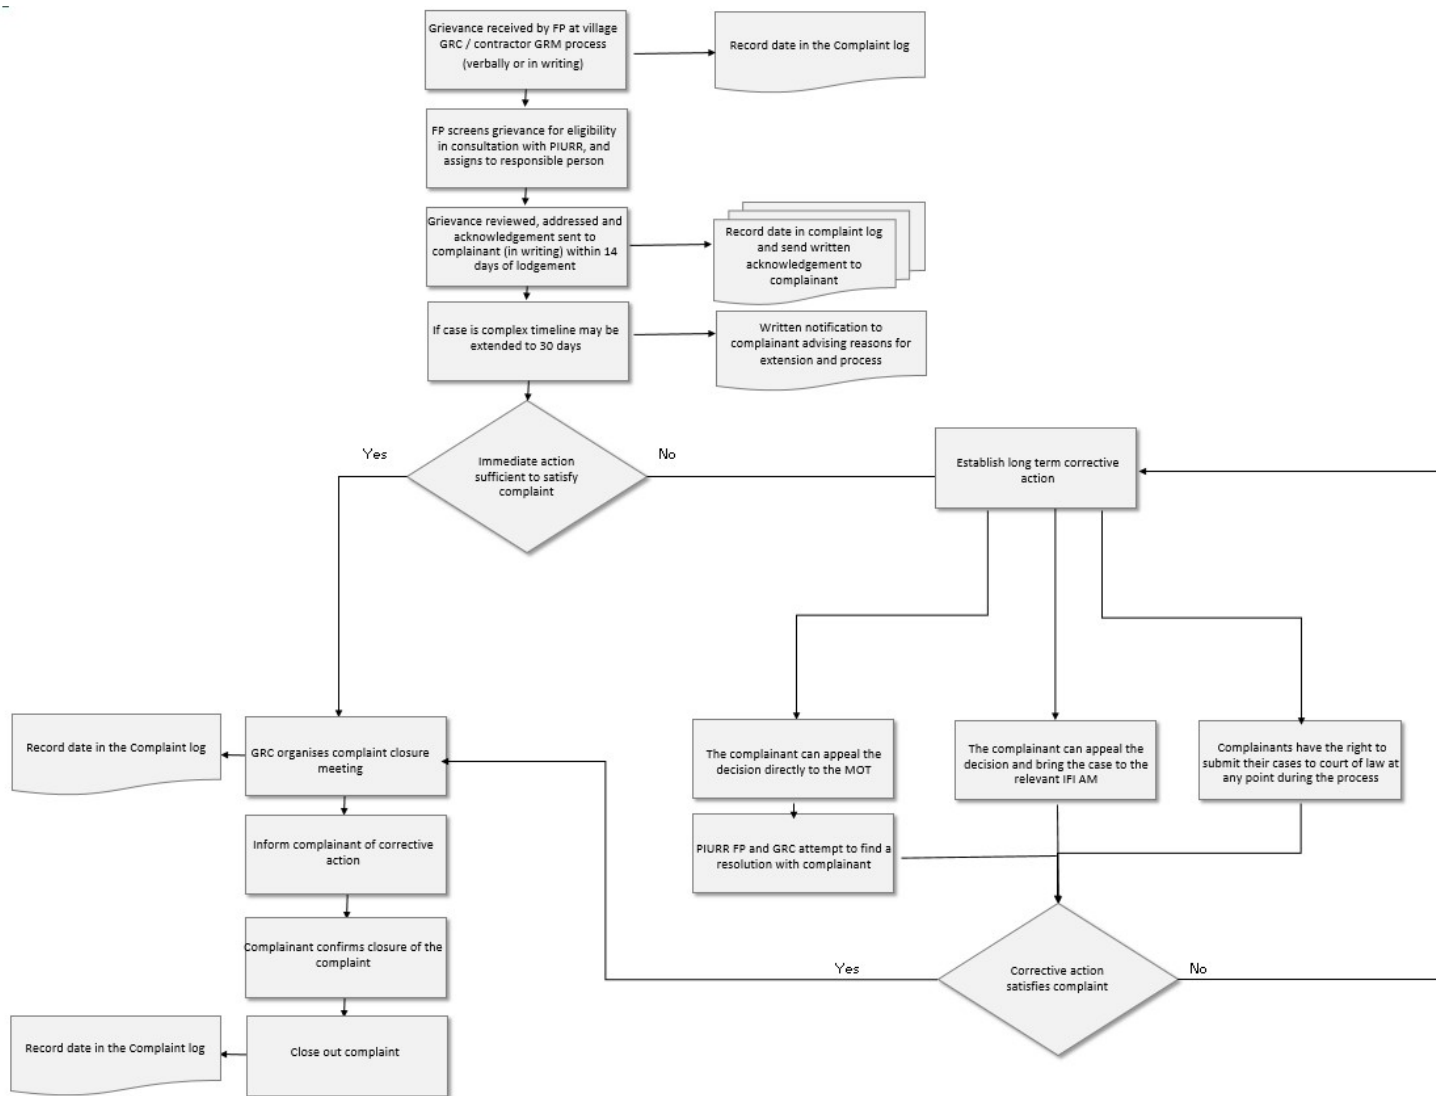 Grievance received by FP at village
GRC / contractor GRM process
(verbally or in writing)
Record date in the Complaint log
FP screens grievance for eligibility
in consultation with PIURR, and
assigns to responsible person
Grievance reviewed, addressed and
acknowledgement sent to
complainant (in writing) within 14
days of lodgement
Record date in complaint log
and send written
acknowledgement to
complainant
If case is complex timeline may be
extended to 30 days
Written notification to
complainant advising reasons for
extension and process
Yes
Immediate action
sufficient to satisfy
complaint
No
Establish long term corrective
action
Record date in the Complaint log
GRC organises complaint closure
meeting
The complainant can appeal the
decision directly to the MOT
The complainant can appeal the
decision and bring the case to the
relevant IFI AM
Complainants have the right to
submit their cases to court of law at
any point during the process
Inform complainant of corrective
action
PIURR FP and GRC attempt to find a
resolution with complainant
Complainant confirms closure of the
complaint
Yes
Corrective action
satisfies complaint
No
Record date in the Complaint log
Close out complaint